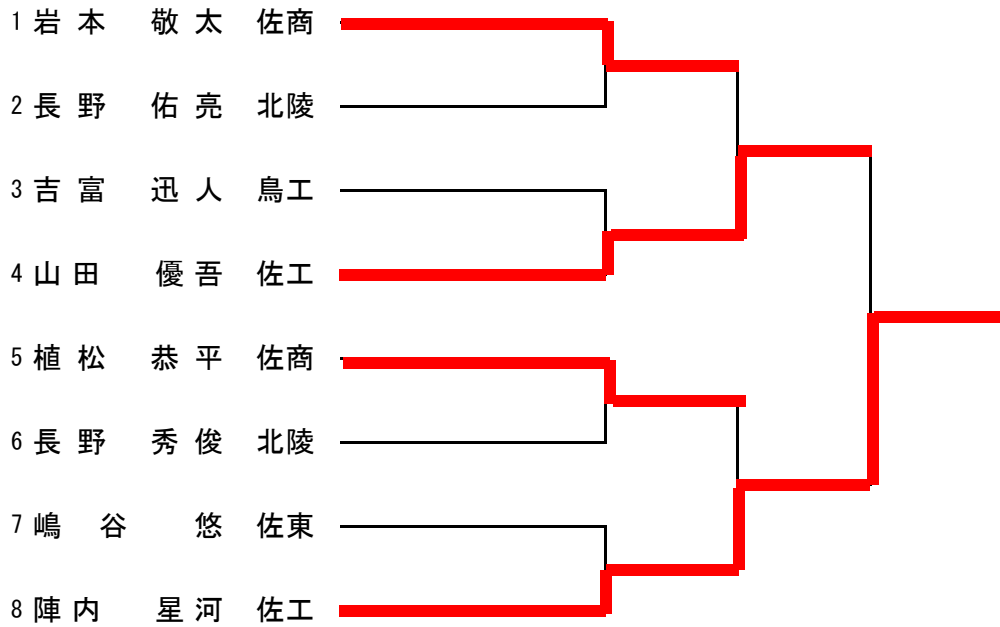 1 岩本 敬太 佐商
2 長野 佑亮 北陵
3 吉富 迅人 鳥工
4 山田 優吾 佐工
5 植松 恭平 佐商
6 長野 秀俊 北陵
7 嶋谷 悠 佐東
8 陣内 星河 佐工